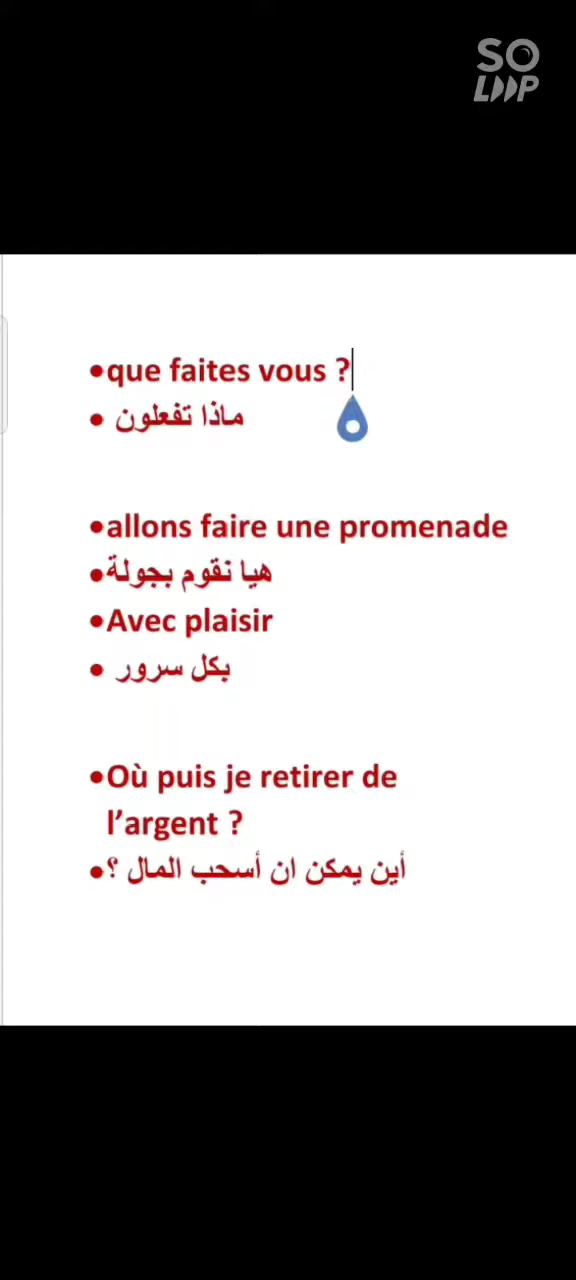 SO
LOOP
•que faites vous ?
• ماذا تفعلون
•allons faire une promenade
•هيا نقوم بجولة
•Avec plaisir
• بكل سرور
•Où puis je retirer de
l’argent ?
•أين يمكن ان أسحب المال ؟